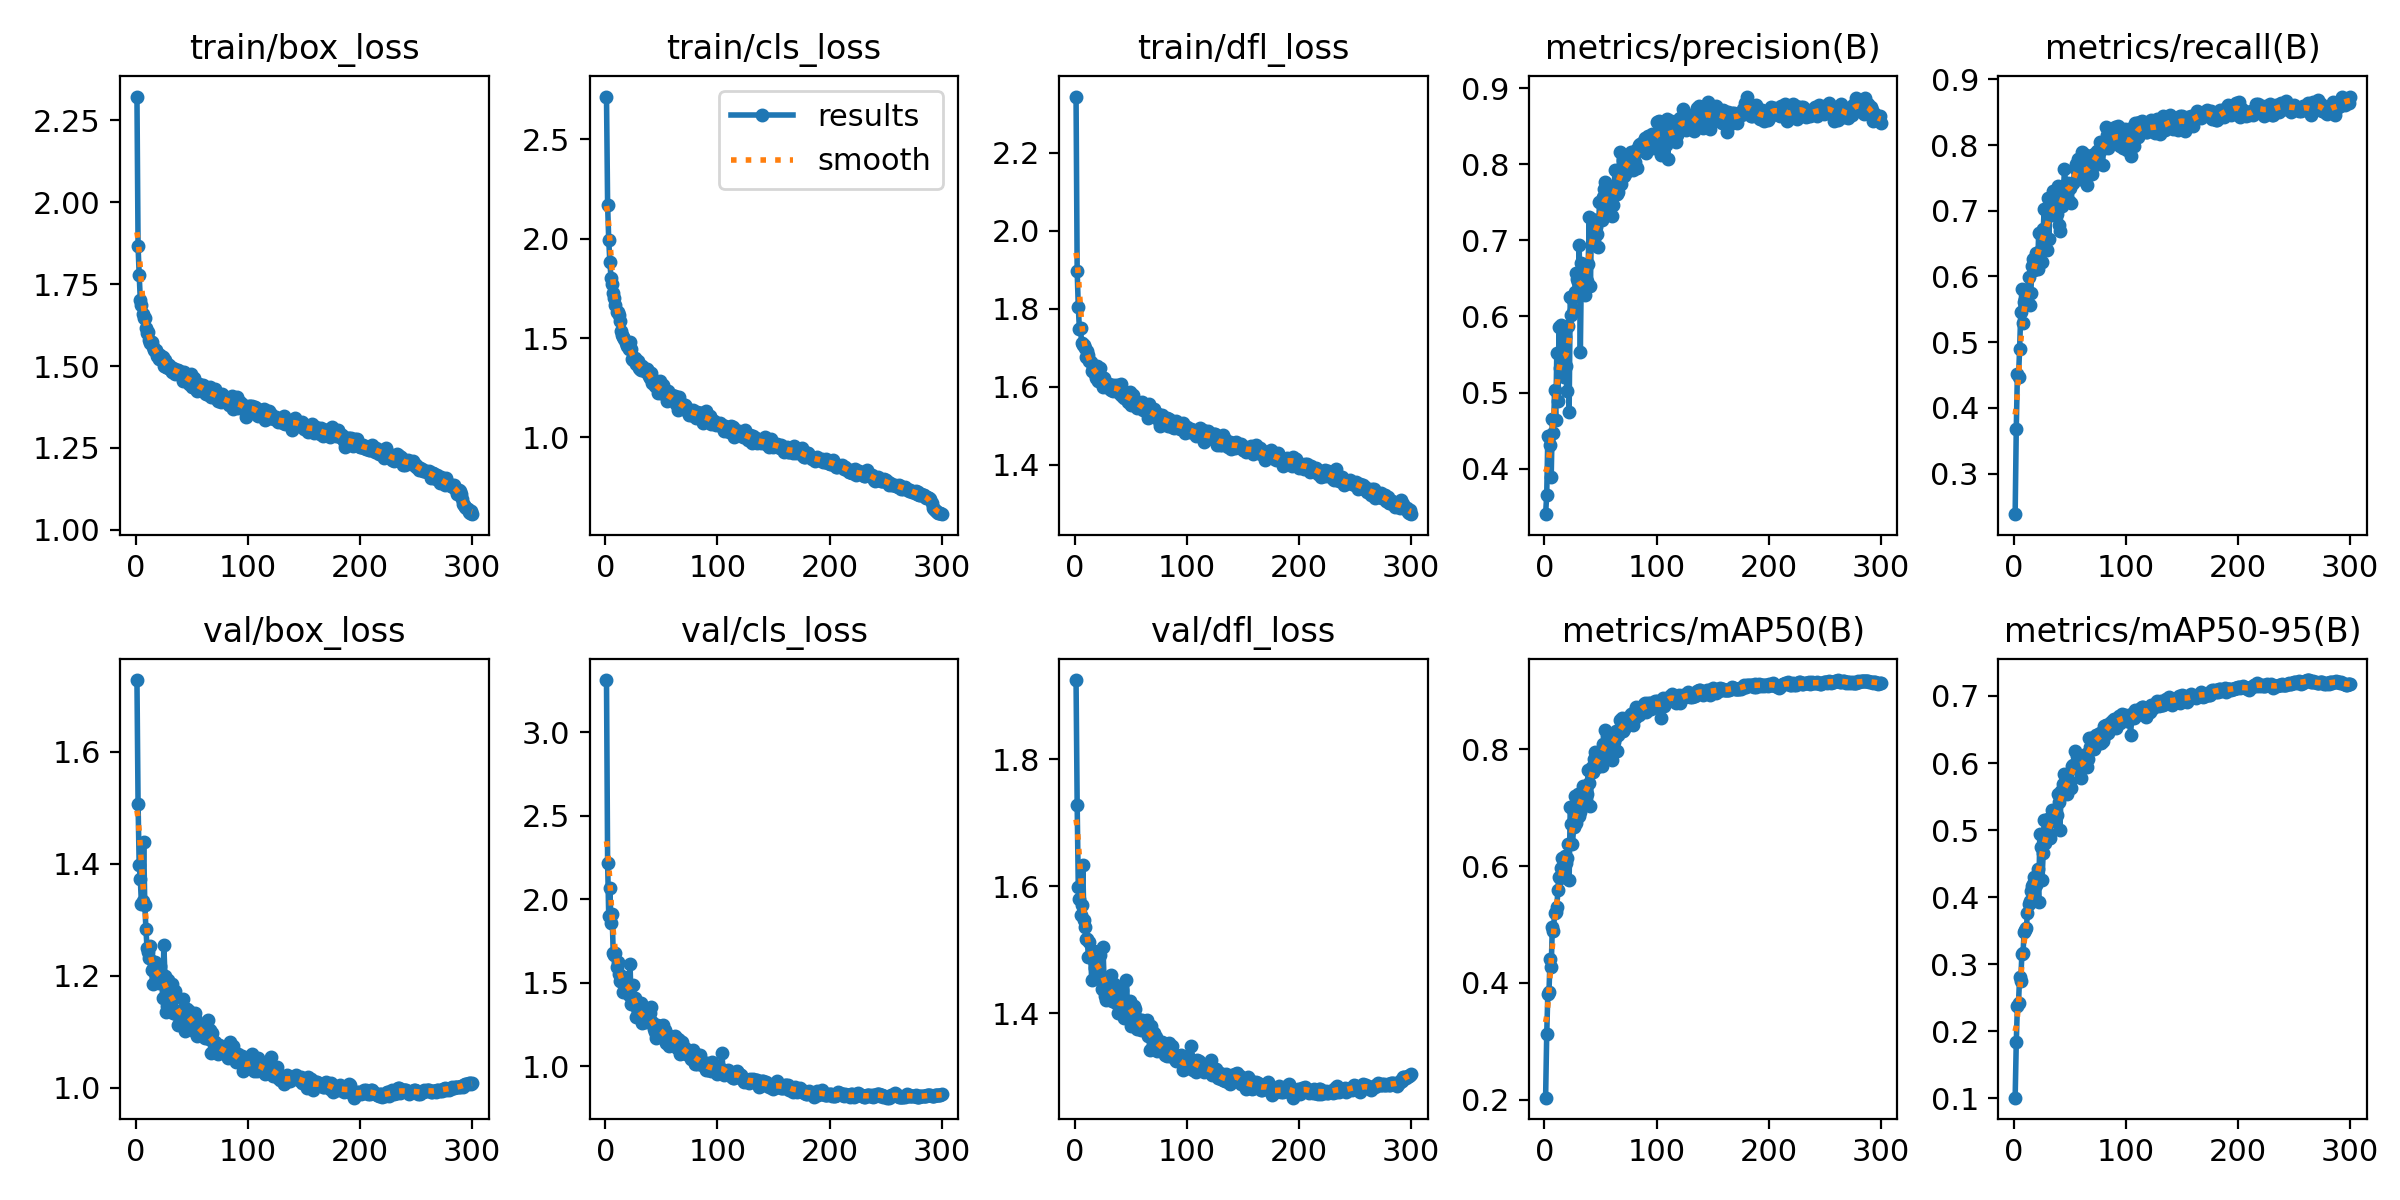 train/box_loss
2.25
2.00
1.75
1.50
1.25
1.00
0 100 200 300
train/cls_loss
results
smooth
2.5
2.0
1.5
1.0
0 100 200 300
train/dfl_loss
2.2
2.0
1.8
1.6
1.4
0 100 200 300
metrics/precision(B)
0.9
0.8
0.7
0.6
0.5
0.4
0 100 200 300
metrics/recall(B)
0.9
0.8
0.7
0.6
0.5
0.4
0.3
0 100 200 300
val/box_loss
1.6
1.4
1.2
1.0
0 100 200 300
val/cls_loss
3.0
2.5
2.0
1.5
1.0
0 100 200 300
val/dfl_loss
1.8
1.6
1.4
0 100 200 300
metrics/mAP50(B)
0.8
0.6
0.4
0.2
0 100 200 300
metrics/mAP50-95(B)
0.7
0.6
0.5
0.4
0.3
0.2
0.1
0 100 200 300